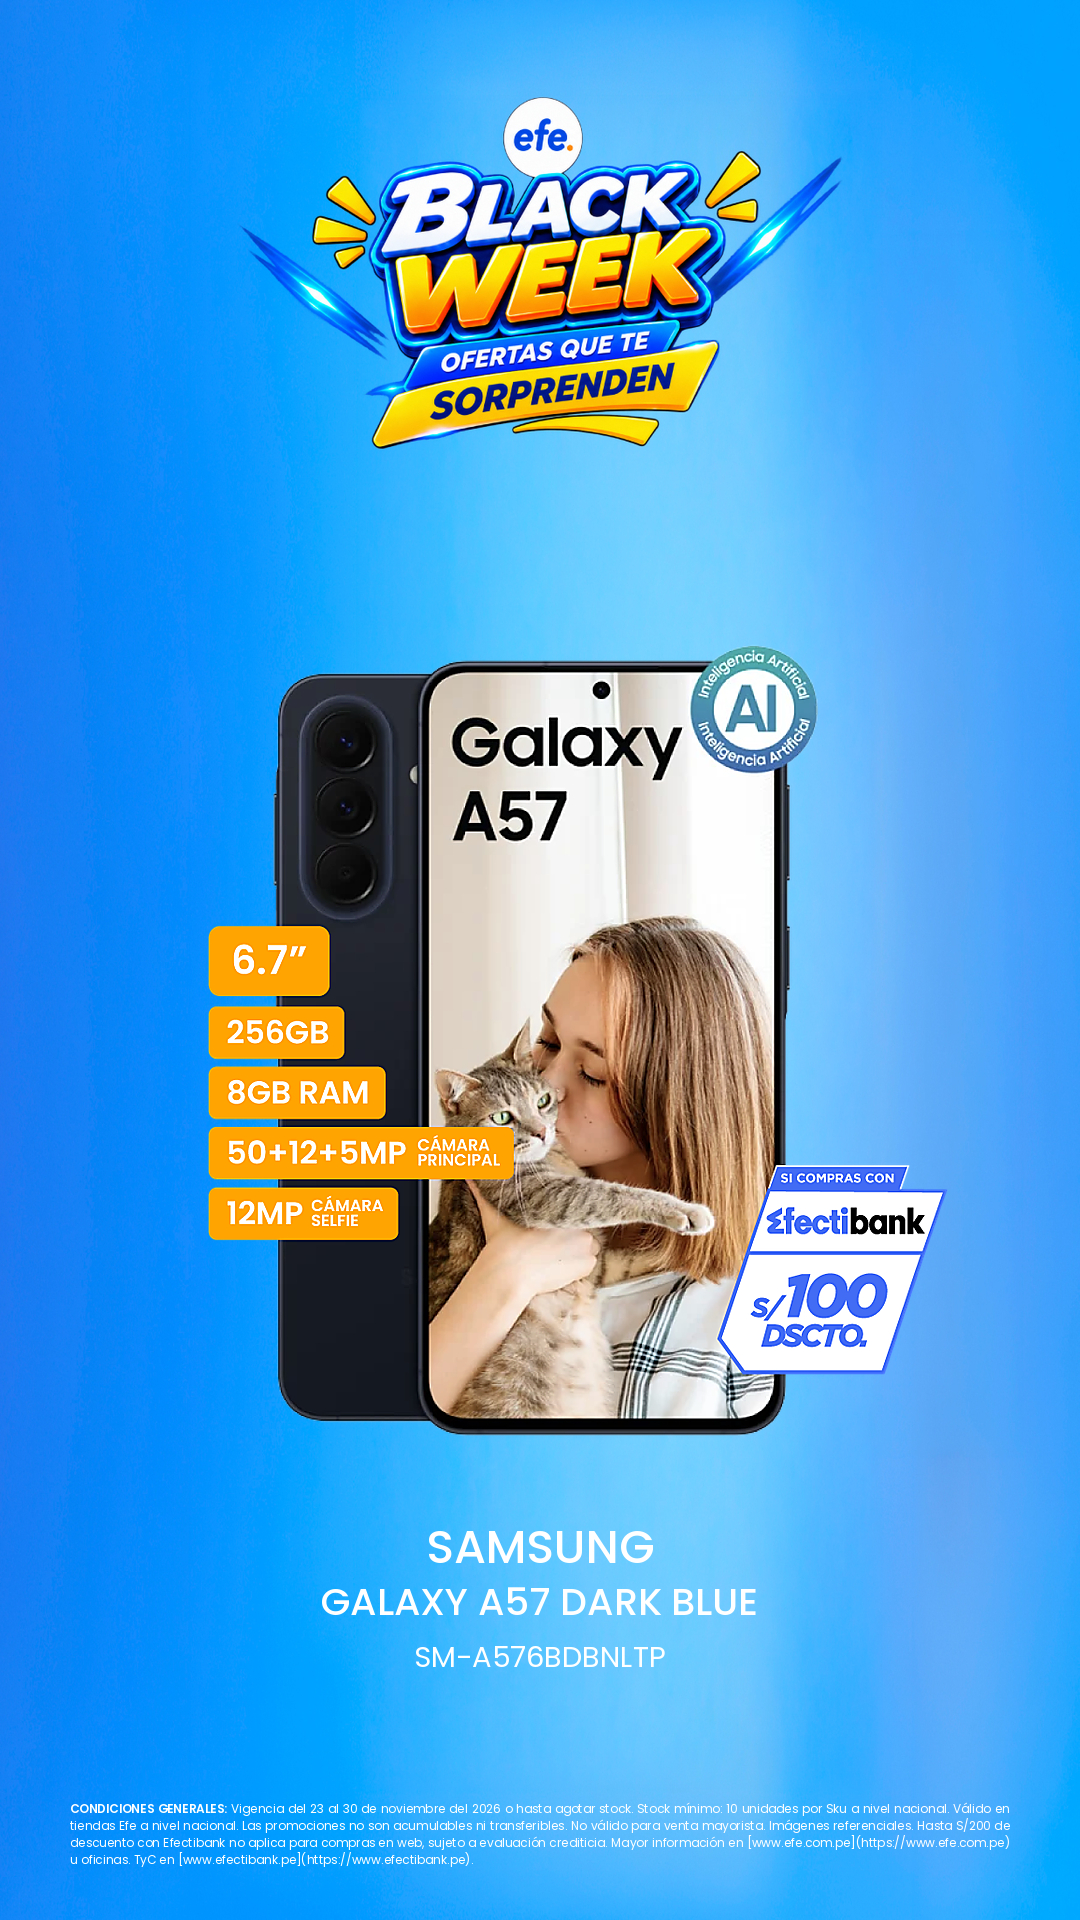 efe.
BLACK
WEEK
OFERTAS QUE TE
SORPRENDEN
Inteligencia Artificial
AI
Inteligencia Artificial
Galaxy
A57
6.7”
256GB
8GB RAM
50+12+5MP CÁMARA PRINCIPAL
12MP CÁMARA SELFIE
SI COMPRAS CON
Efectibank
S/100
DSCTO.
SAMSUNG
GALAXY A57 DARK BLUE
SM-A576BDBNLTP
CONDICIONES GENERALES: Vigencia del 23 al 30 de noviembre del 2026 o hasta agotar stock. Stock mínimo: 10 unidades por Sku a nivel nacional. Válido en
tiendas Efe a nivel nacional. Las promociones no son acumulables ni transferibles. No válido para venta mayorista. Imágenes referenciales. Hasta S/200 de
descuento con Efectibank no aplica para compras en web, sujeto a evaluación crediticia. Mayor información en [www.efe.com.pe](https://www.efe.com.pe)
u oficinas. TyC en [www.efectibank.pe](https://www.efectibank.pe).